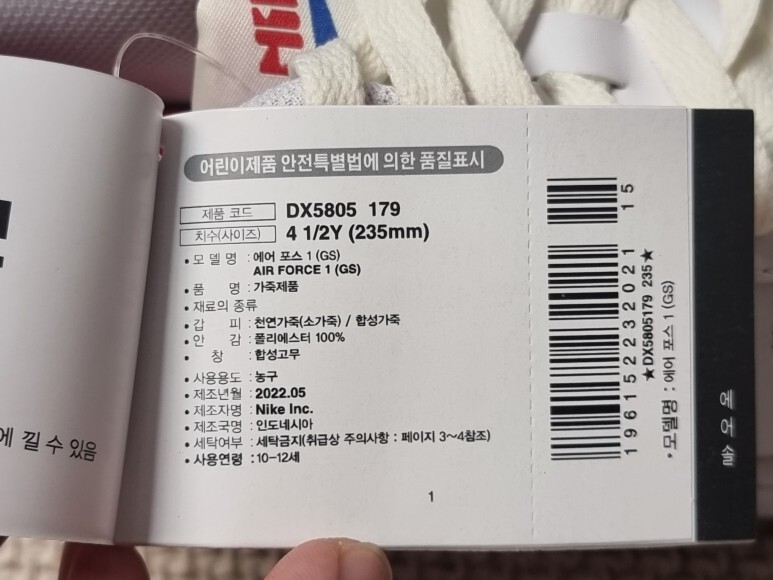 어린이제품 안전특별법에 의한 품질표시
제품 코드 DX5805 179
치수(사이즈) 4 1/2Y (235mm)
• 모 델 명 : 에어 포스 1 (GS)
AIR FORCE 1 (GS)
• 품 명 : 가죽제품
• 재료의 종류
• 갑 피 : 천연가죽(소가죽) / 합성가죽
• 안 감 : 폴리에스터 100%
• 창 : 합성고무
• 사용용도 : 농구
• 제조년월 : 2022.05
• 제조자명 : Nike Inc.
• 제조국명 : 인도네시아
• 세탁여부 : 세탁금지(취급상 주의사항 : 페이지 3~4참조)
• 사용연령 : 10-12세
1
에 낄 수 있음
15
196152232021
★DX5805179 235★
• 모델명 : 에어 포스 1 (GS)
에어솔